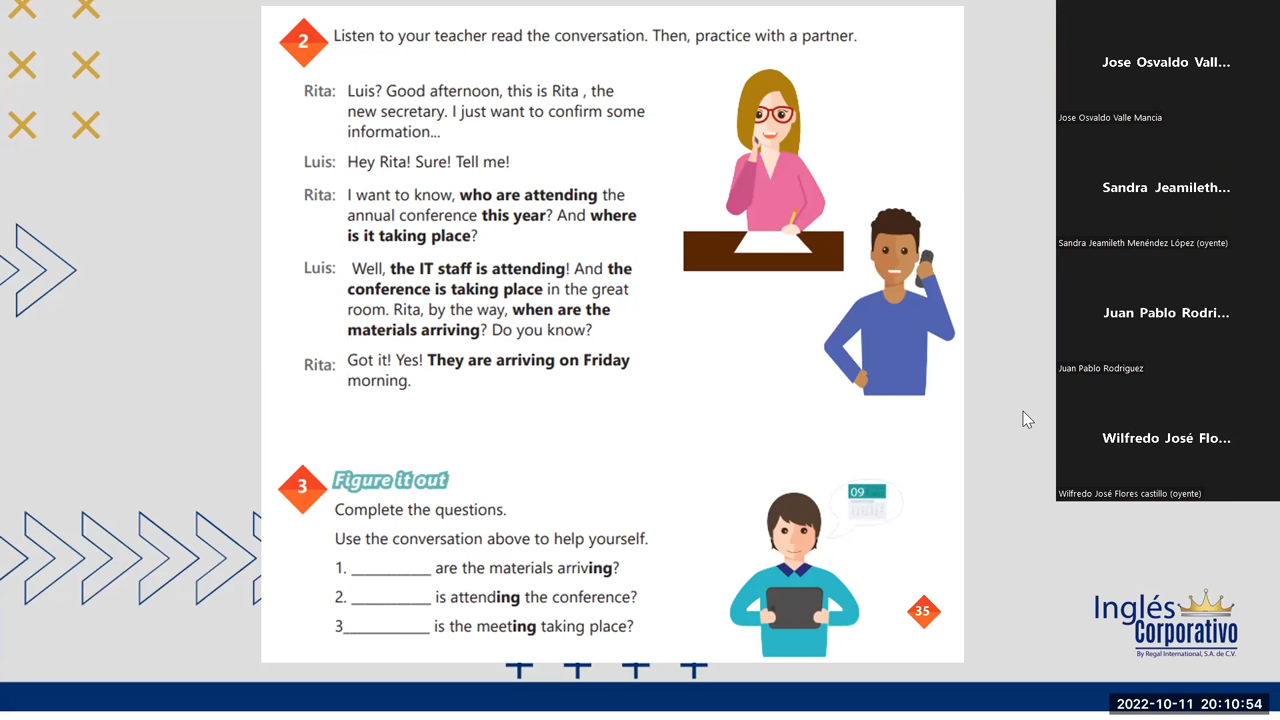 2
Listen to your teacher read the conversation. Then, practice with a partner.
Rita: Luis? Good afternoon, this is Rita , the
new secretary. I just want to confirm some
information...
Luis: Hey Rita! Sure! Tell me!
Rita: I want to know, who are attending the
annual conference this year? And where
is it taking place?
Luis: Well, the IT staff is attending! And the
conference is taking place in the great
room. Rita, by the way, when are the
materials arriving? Do you know?
Rita: Got it! Yes! They are arriving on Friday
morning.
3
Figure it out
Complete the questions.
Use the conversation above to help yourself.
1. __________ are the materials arriving?
2. __________ is attending the conference?
3___________ is the meeting taking place?
09
35
Jose Osvaldo Vall...
Jose Osvaldo Valle Mancia
Sandra Jeamileth...
Sandra Jeamileth Menéndez López (oyente)
Juan Pablo Rodri...
Juan Pablo Rodriguez
Wilfredo José Flo...
Wilfredo José Flores castillo (oyente)
Inglés
Corporativo
By Regal International, S.A. de C.V.
2022-10-11 20:10:54